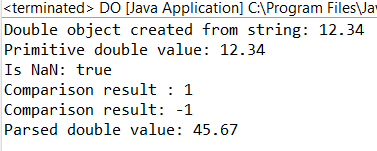 <terminated> DO [Java Application] C:\Program Files\Ja
Double object created from string: 12.34
Primitive double value: 12.34
Is NaN: true
Comparison result : 1
Comparison result: -1
Parsed double value: 45.67